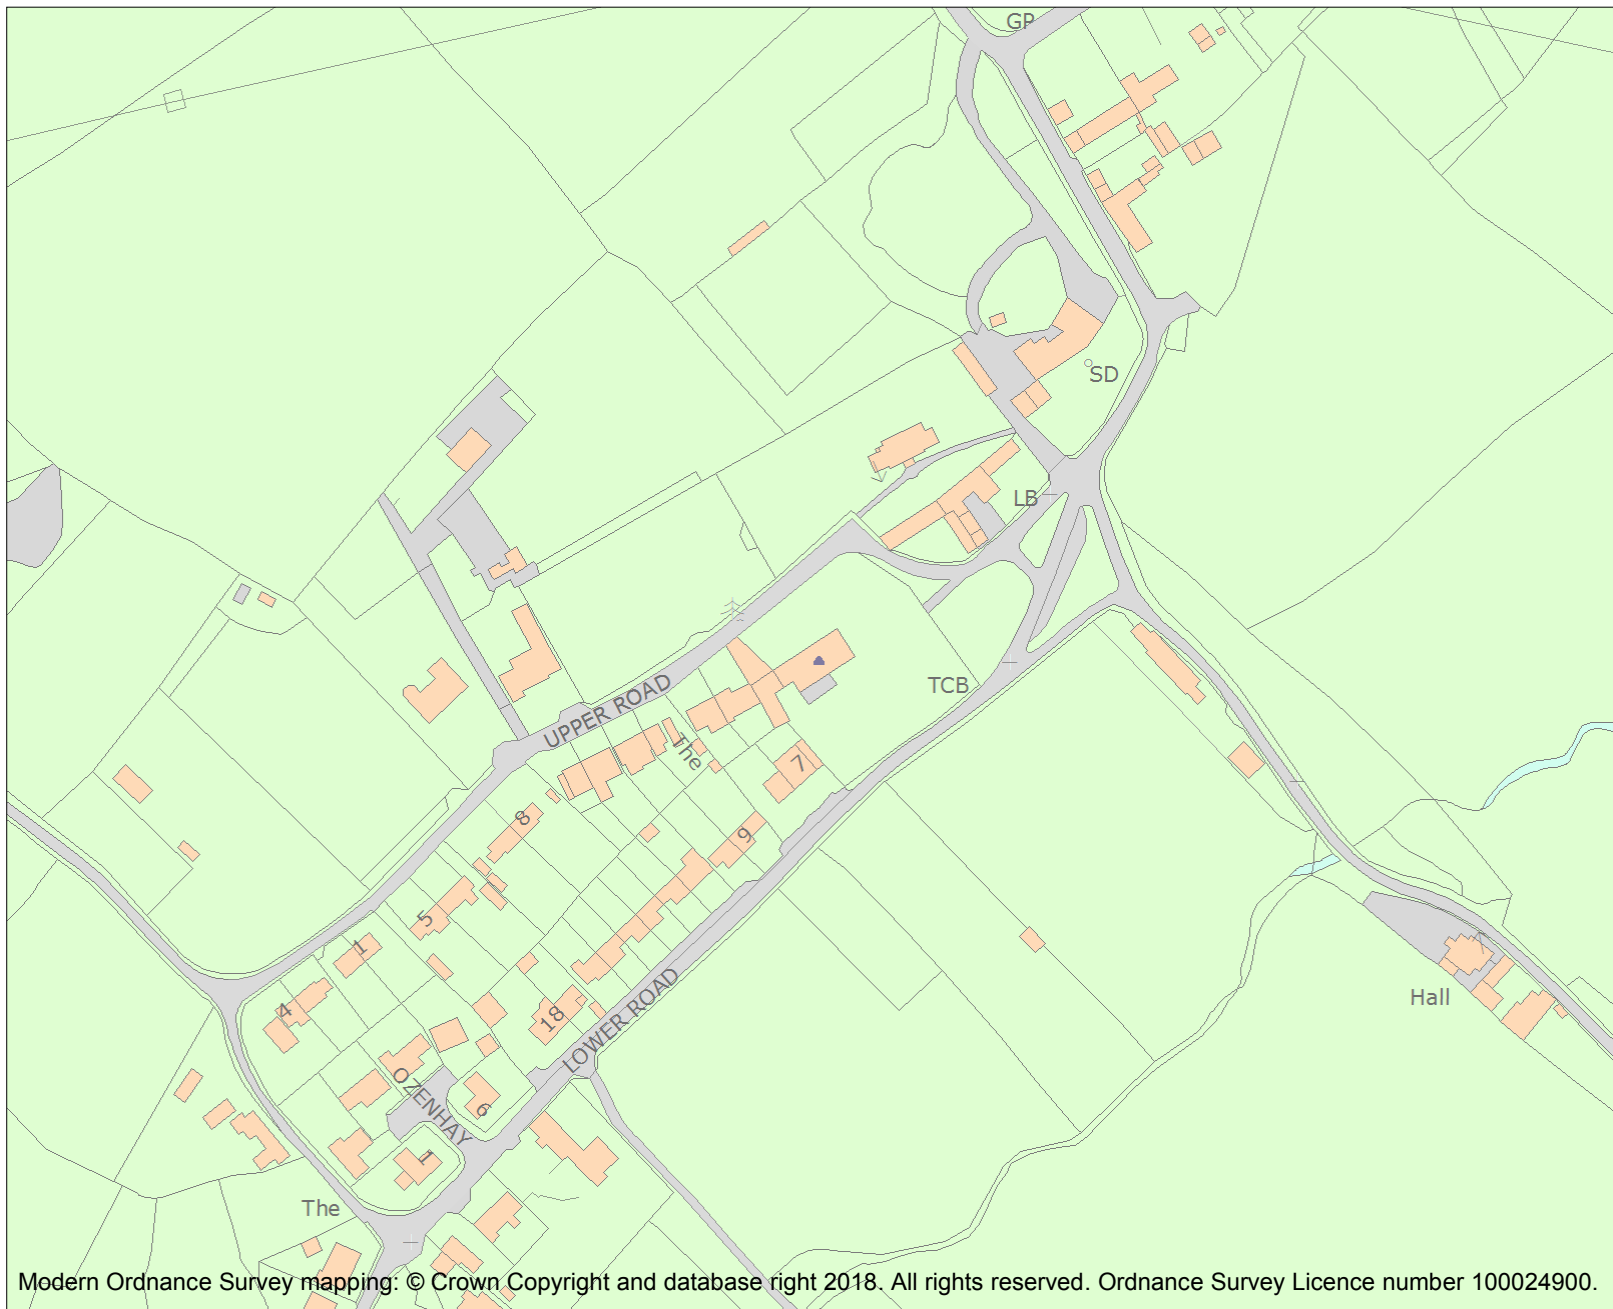 GP
SD
LB
TCB
UPPER ROAD
The
7
8
9
5
1
4
18
LOWER ROAD
Hall
OZENHAY
6
1
The
Modern Ordnance Survey mapping: © Crown Copyright and database right 2018. All rights reserved. Ordnance Survey Licence number 100024900.